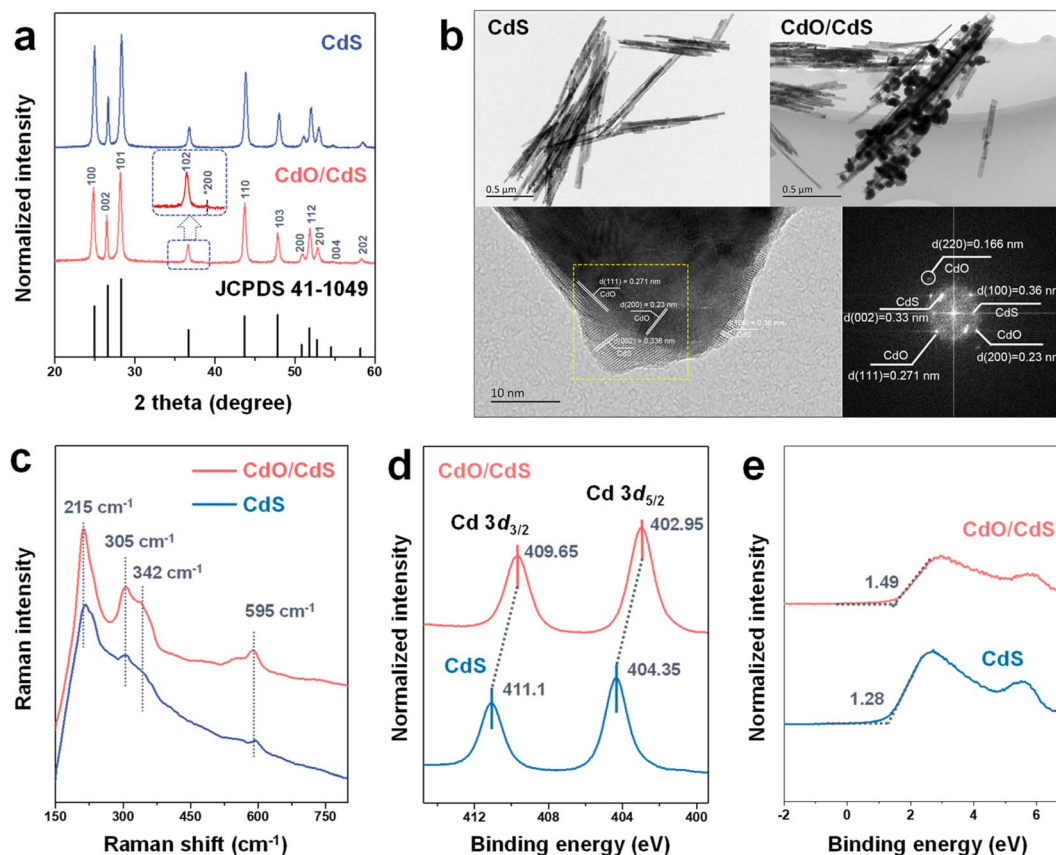 a
CdS
CdO/CdS
100
002
101
102
*200
110
103
200
112
201
004
202
JCPDS 41-1049
Normalized intensity
20 30 40 50 60
2 theta (degree)
b
CdS
0.5 µm
CdO/CdS
0.5 µm
d(111) = 0.271 nm
CdO
d(200) = 0.23 nm
CdO
d(002) = 0.336 nm
CdS
CdS
10 nm
d(220)=0.166 nm
CdO
d(100)=0.36 nm
CdS
CdS
d(002)=0.33 nm
CdO
CdO
d(200)=0.23 nm
d(111)=0.271 nm
c
CdO/CdS
CdS
215 cm⁻¹
305 cm⁻¹
342 cm⁻¹
595 cm⁻¹
Raman intensity
150 300 450 600 750
Raman shift (cm⁻¹)
d
CdO/CdS
Cd 3d5/2
Cd 3d3/2
402.95
409.65
CdS
404.35
411.1
Normalized intensity
412 408 404 400
Binding energy (eV)
e
CdO/CdS
1.49
CdS
1.28
Normalized intensity
-2 0 2 4 6
Binding energy (eV)